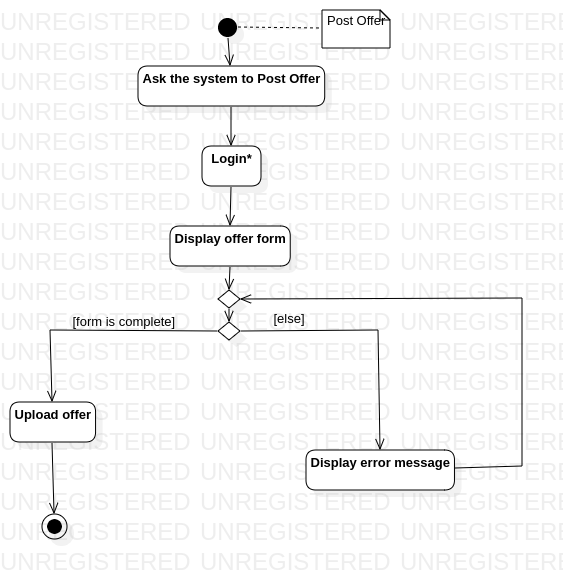 Post Offer
Ask the system to Post Offer
Login*
Display offer form
[form is complete]
[else]
Upload offer
Display error message
UNREGISTERED UNREGISTERED UNREGISTERED